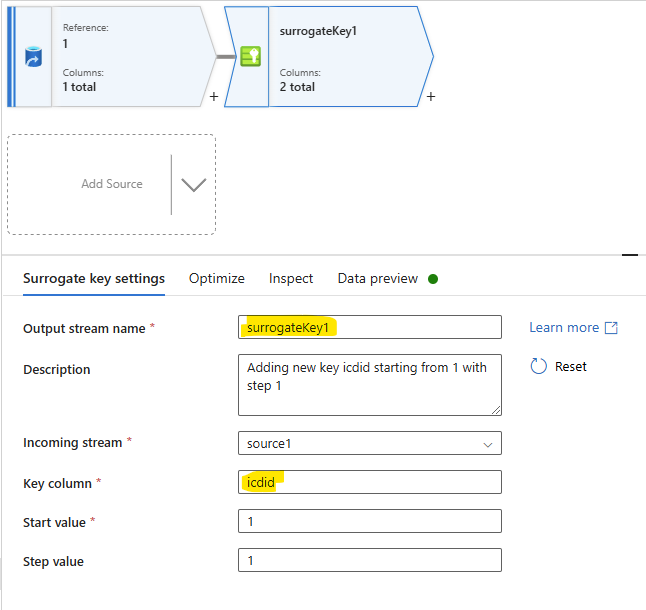 Reference:
1
Columns:
1 total
+
surrogateKey1
Columns:
2 total
+
Add Source
Surrogate key settings Optimize Inspect Data preview
Output stream name * surrogateKey1 Learn more
Description Adding new key icdid starting from 1 with
step 1 Reset
Incoming stream * source1
Key column * icdid
Start value * 1
Step value 1